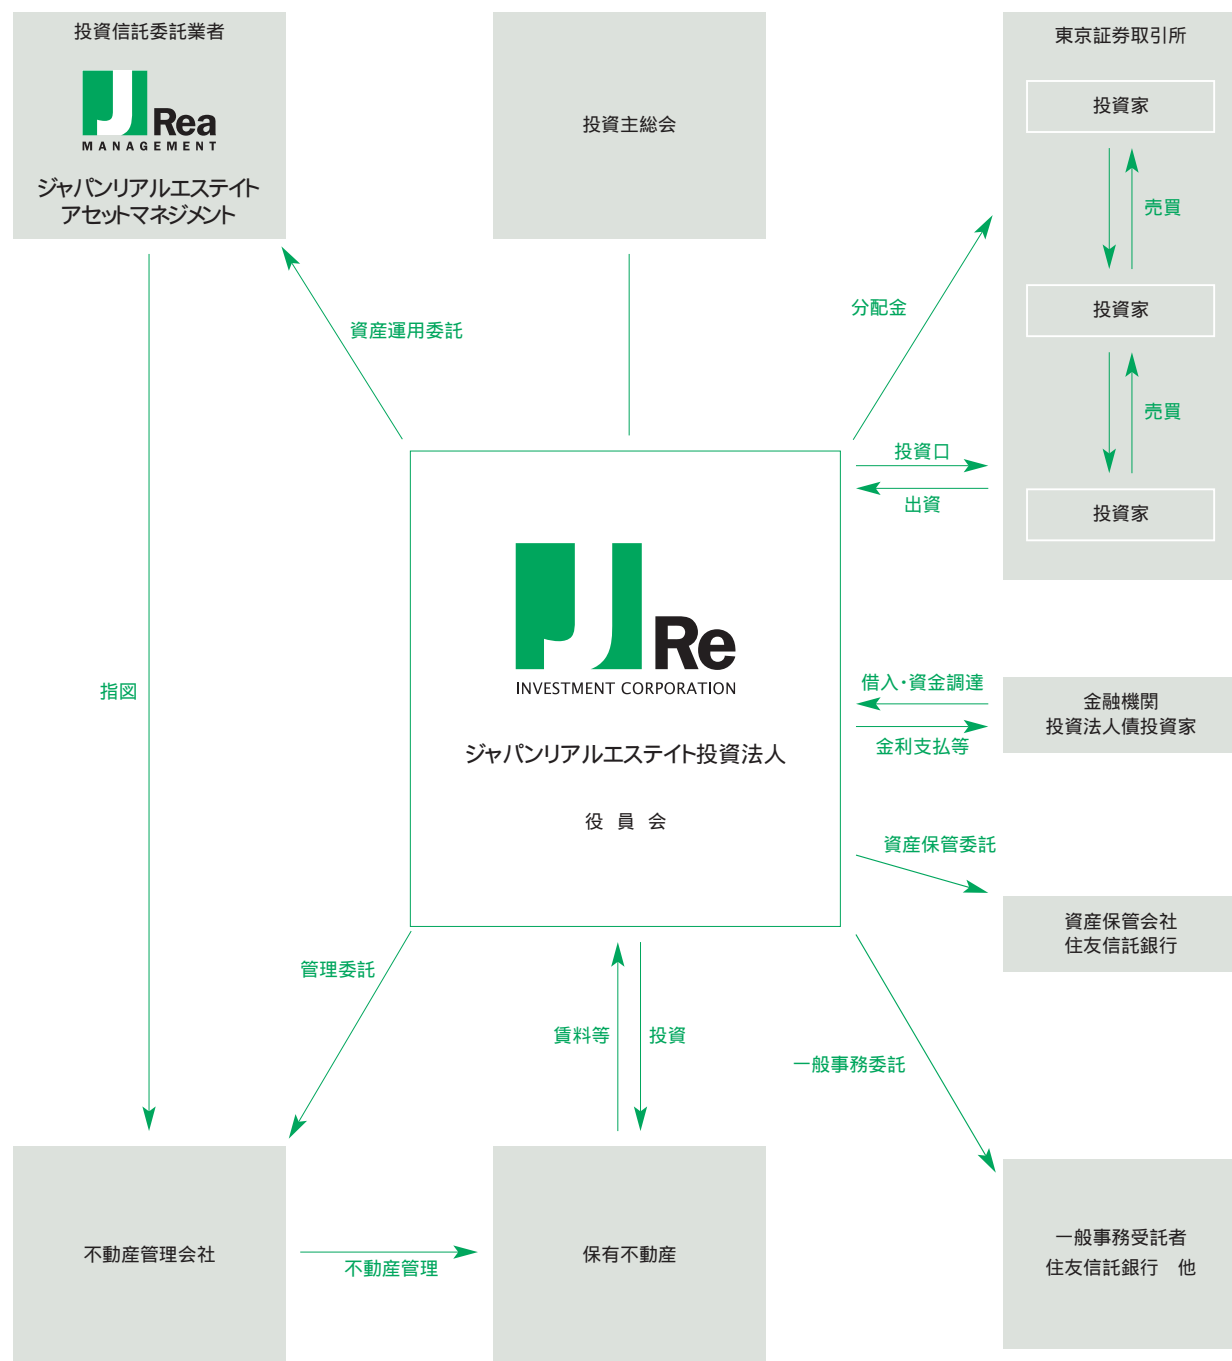 投資信託委託業者
J Rea
MANAGEMENT
ジャパンリアルエステイト
アセットマネジメント
投資主総会
東京証券取引所
投資家
売買
投資家
売買
投資家
資産運用委託
分配金
投資口
出資
指図
J Re
INVESTMENT CORPORATION
ジャパンリアルエステイト投資法人
役 員 会
借入・資金調達
金利支払等
金融機関
投資法人債投資家
資産保管委託
資産保管会社
住友信託銀行
管理委託
賃料等
投資
一般事務委託
不動産管理会社
不動産管理
保有不動産
一般事務受託者
住友信託銀行　他